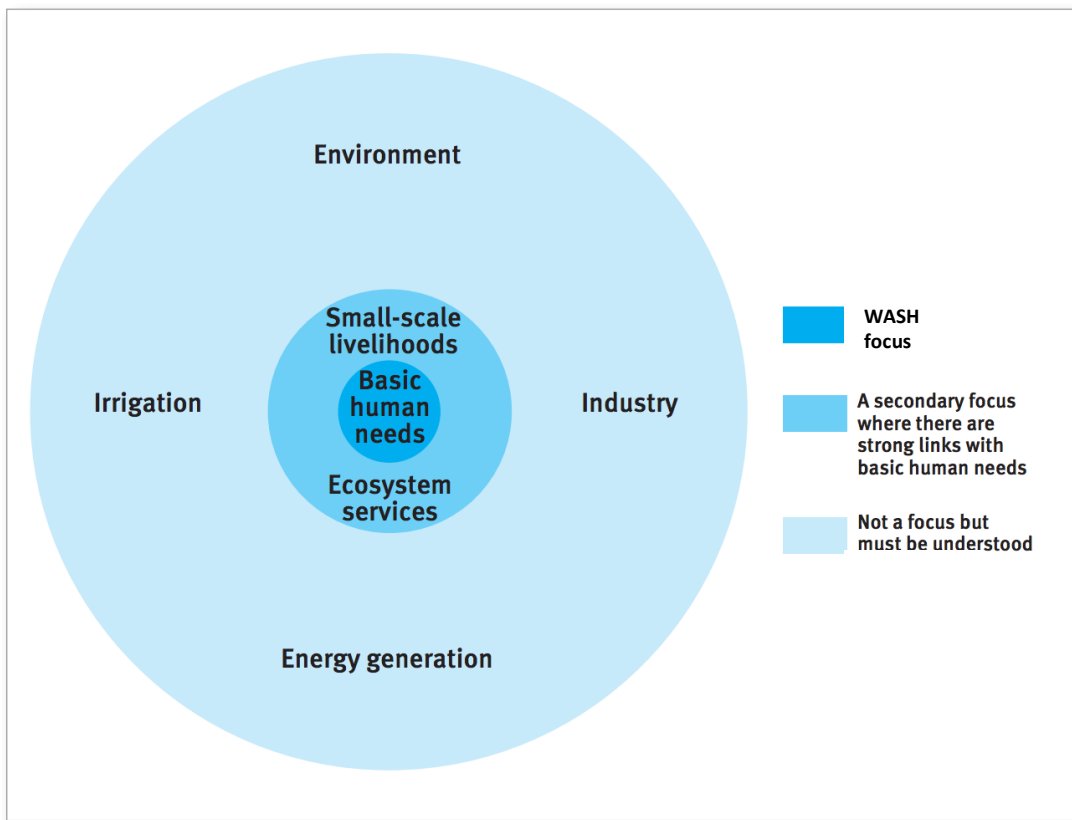 Environment
Small-scale
livelihoods
Basic
human
needs
Irrigation
Industry
Ecosystem
services
Energy generation
WASH
focus
A secondary focus
where there are
strong links with
basic human needs
Not a focus but
must be understood